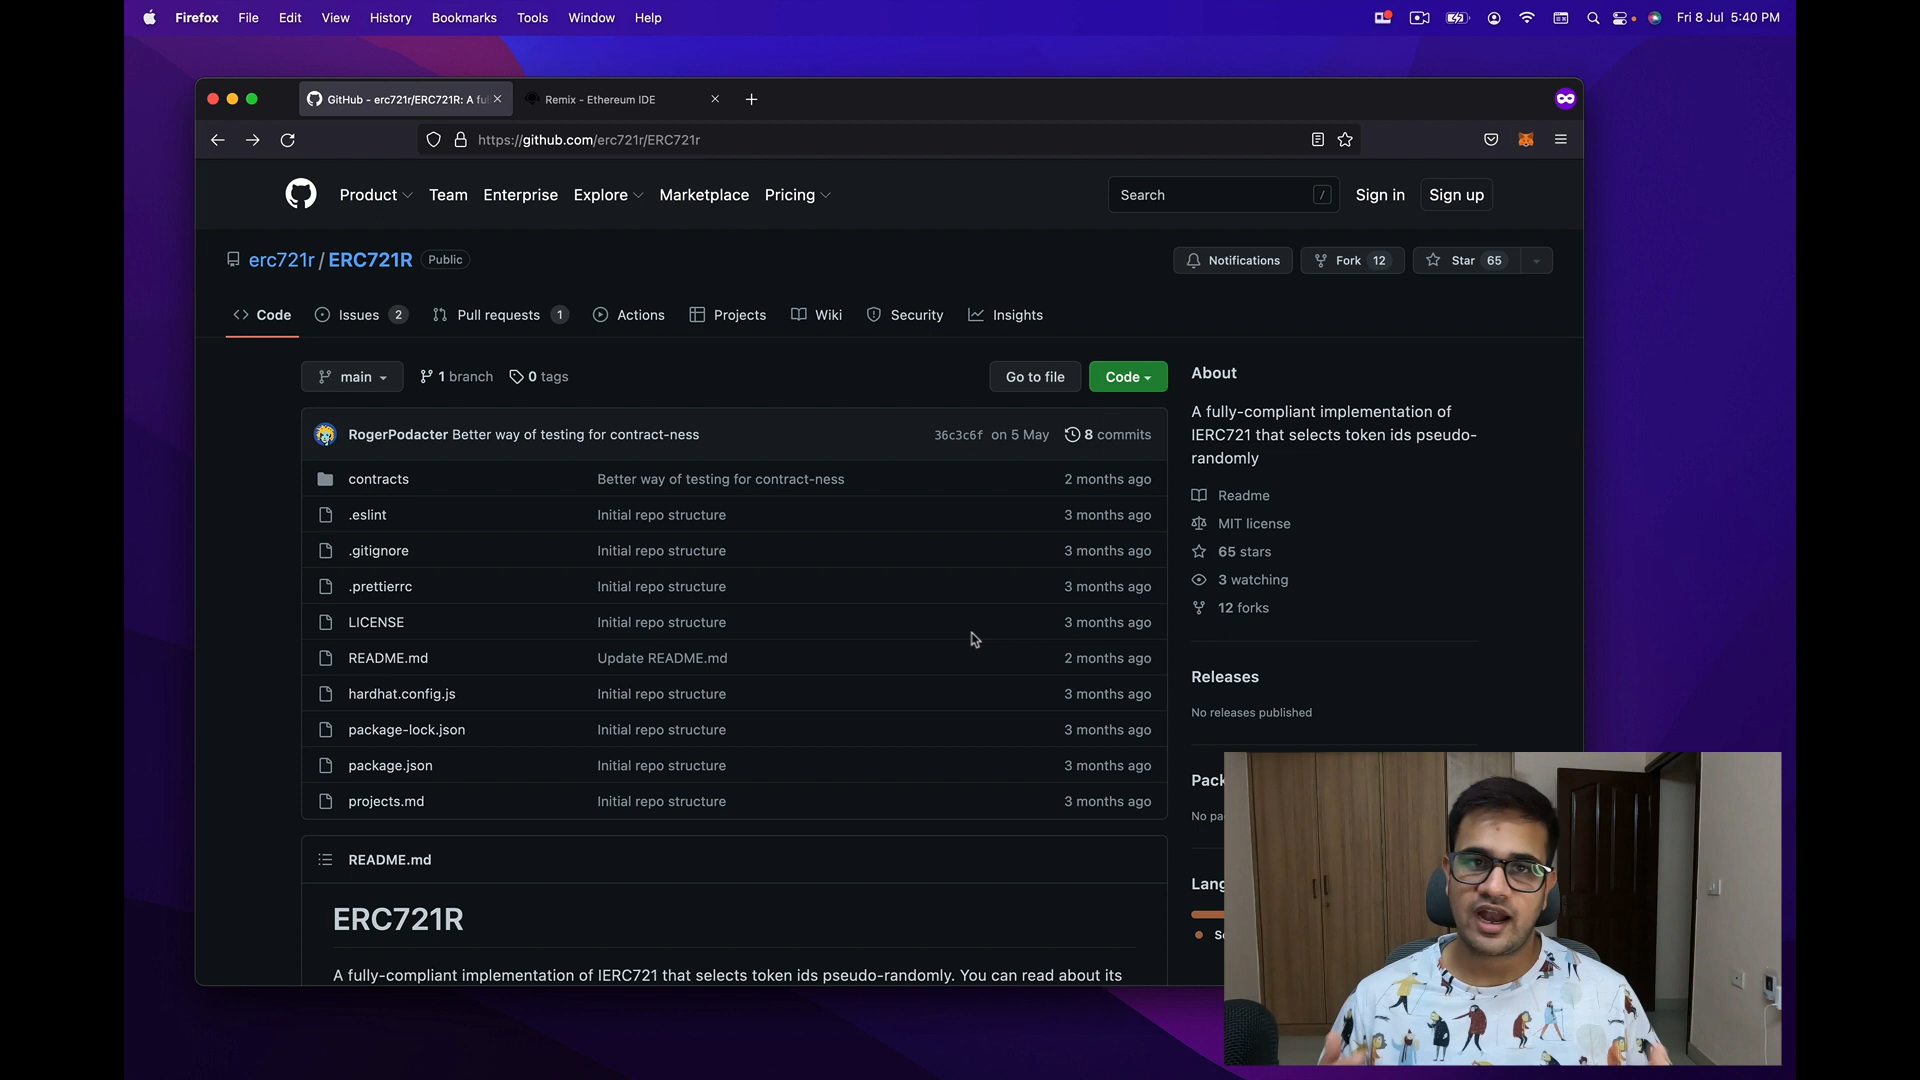 Firefox File Edit View History Bookmarks Tools Window Help Fri 8 Jul 5:40 PM
GitHub - erc721r/ERC721R: A ful Remix - Ethereum IDE
https://github.com/erc721r/ERC721r
Product Team Enterprise Explore Marketplace Pricing Search / Sign in Sign up
erc721r / ERC721R Public Notifications Fork 12 Star 65
Code Issues 2 Pull requests 1 Actions Projects Wiki Security Insights
main 1 branch 0 tags Go to file Code
RogerPodacter Better way of testing for contract-ness 36c3c6f on 5 May 8 commits
contracts Better way of testing for contract-ness 2 months ago
.eslint Initial repo structure 3 months ago
.gitignore Initial repo structure 3 months ago
.prettierrc Initial repo structure 3 months ago
LICENSE Initial repo structure 3 months ago
README.md Update README.md 2 months ago
hardhat.config.js Initial repo structure 3 months ago
package-lock.json Initial repo structure 3 months ago
package.json Initial repo structure 3 months ago
projects.md Initial repo structure 3 months ago
README.md
ERC721R
A fully-compliant implementation of IERC721 that selects token ids pseudo-randomly. You can read about its
About
A fully-compliant implementation of
IERC721 that selects token ids pseudo-
randomly
Readme
MIT license
65 stars
3 watching
12 forks
Releases
No releases published
Pack
No pa
Lang